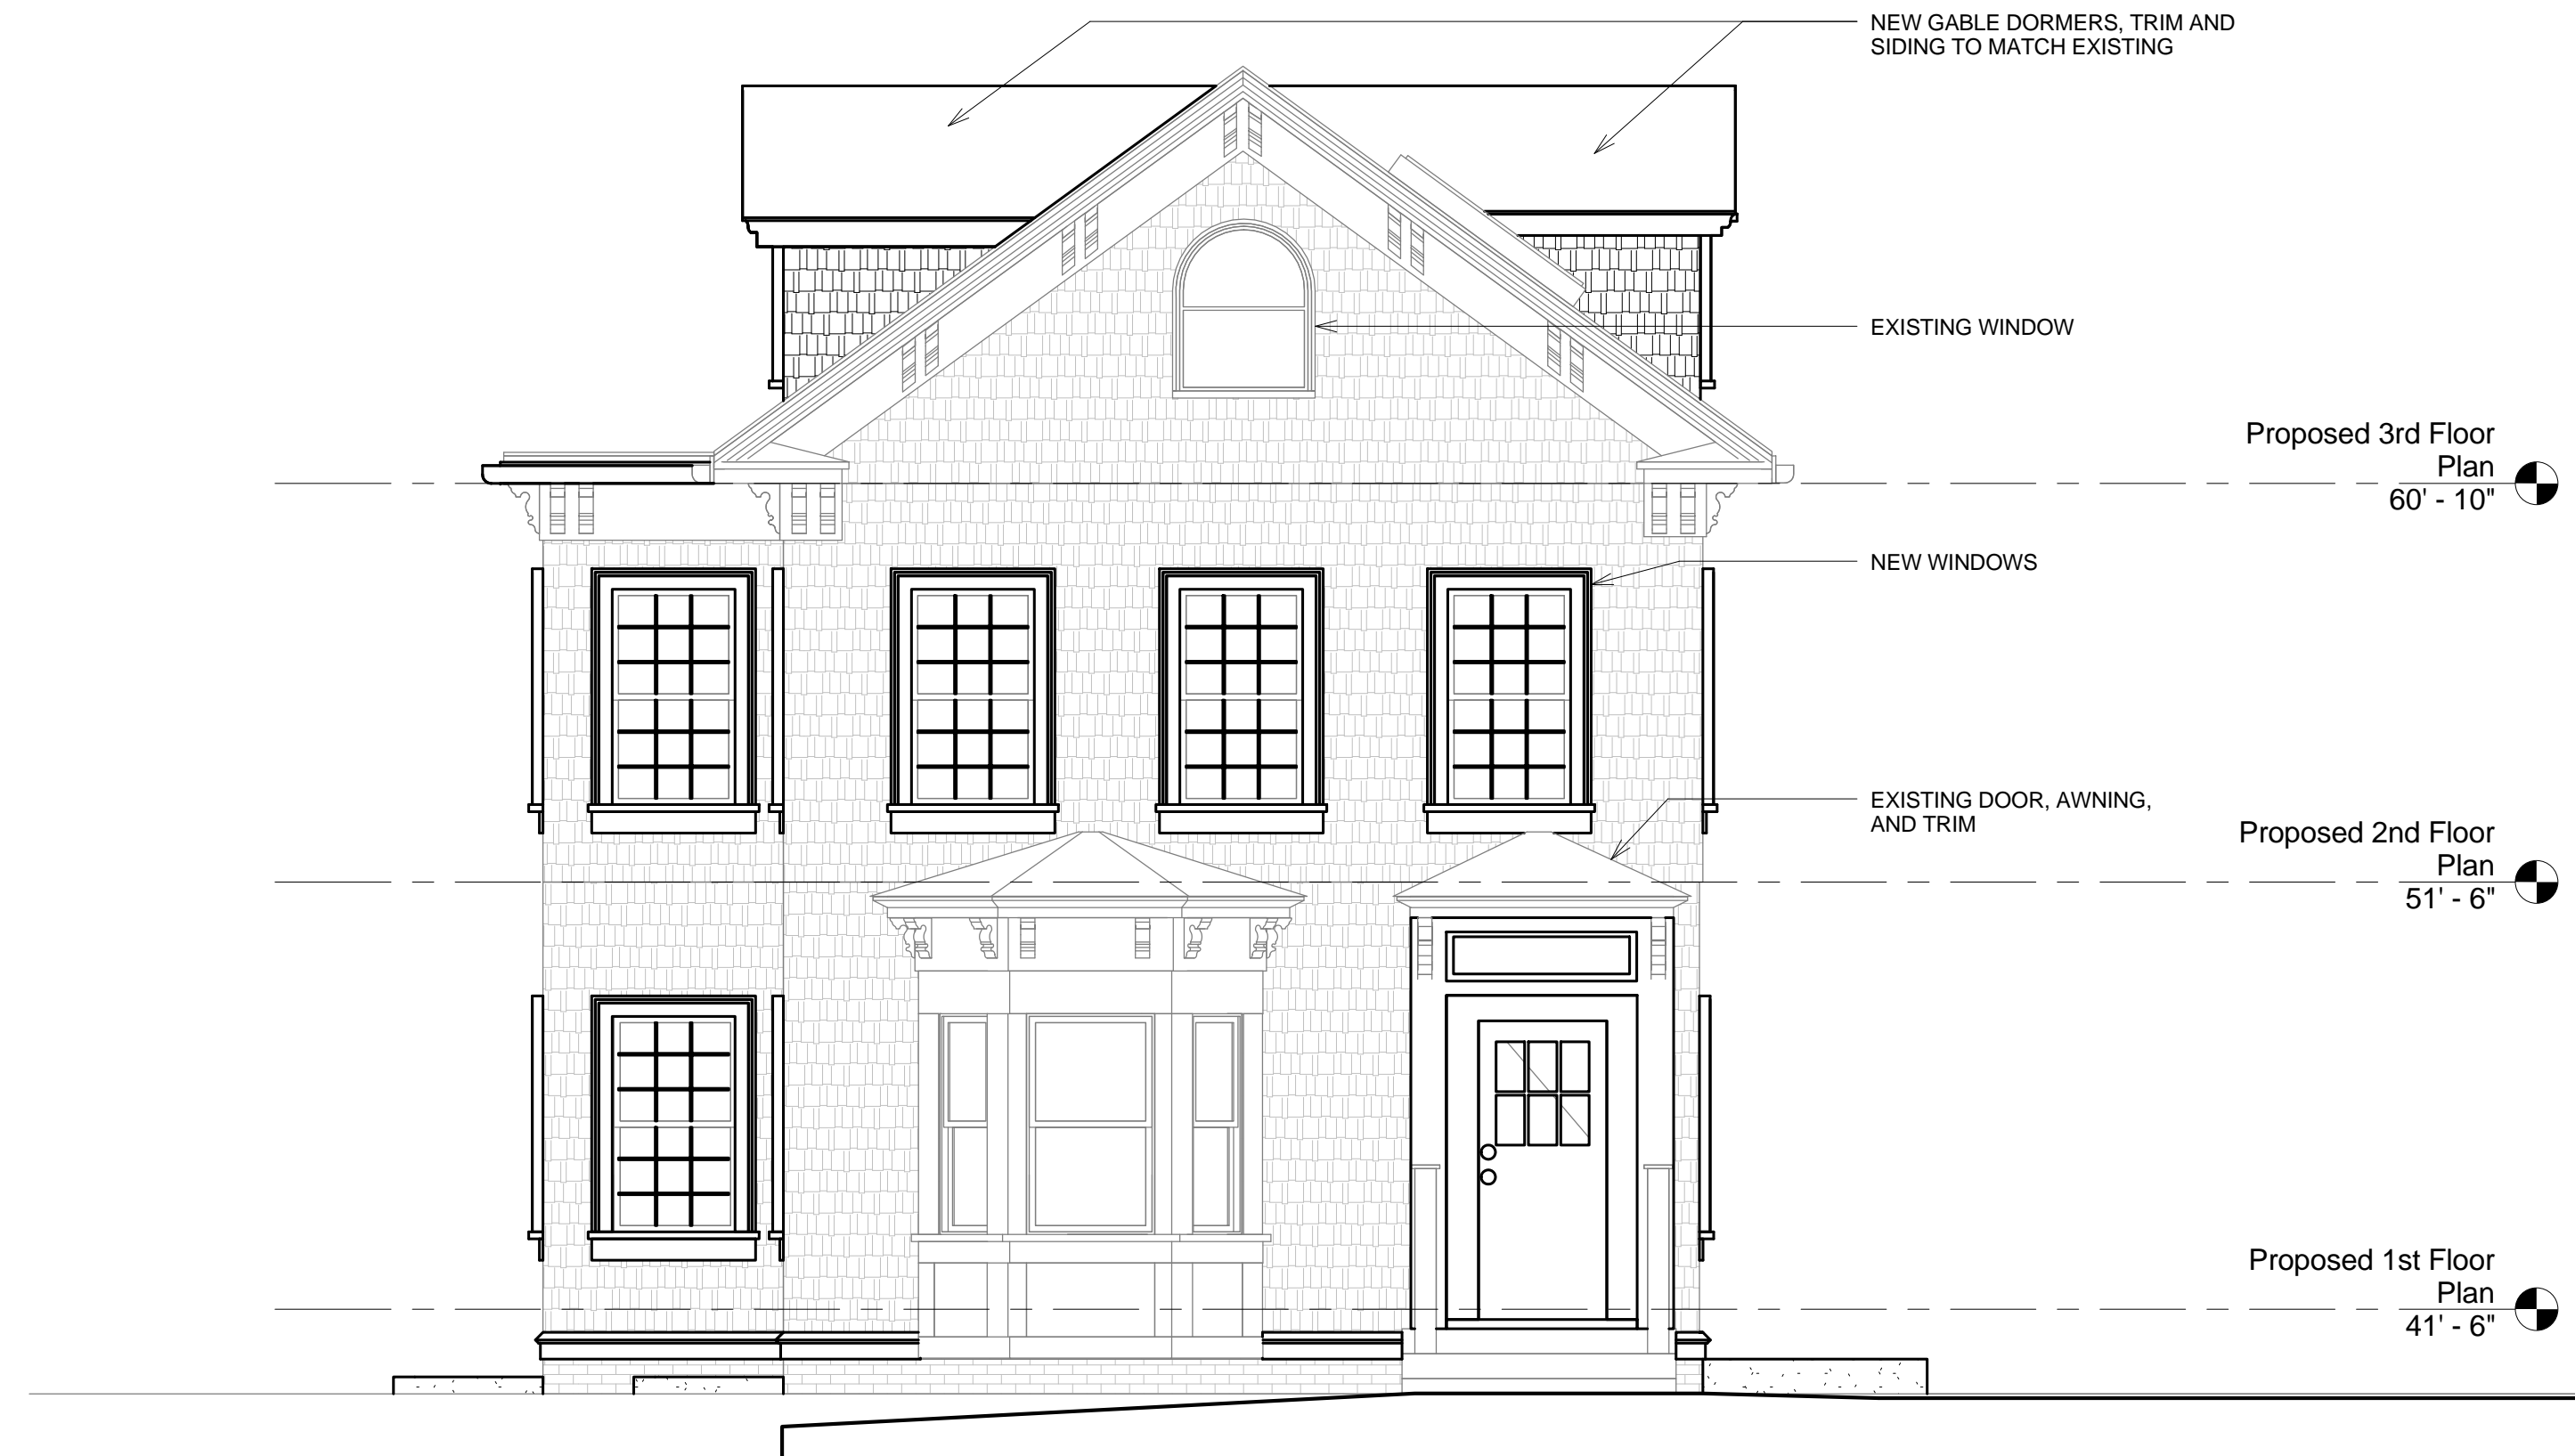 NEW GABLE DORMERS, TRIM AND
SIDING TO MATCH EXISTING
EXISTING WINDOW
Proposed 3rd Floor
Plan
60' - 10"
NEW WINDOWS
EXISTING DOOR, AWNING,
AND TRIM
Proposed 2nd Floor
Plan
51' - 6"
Proposed 1st Floor
Plan
41' - 6"